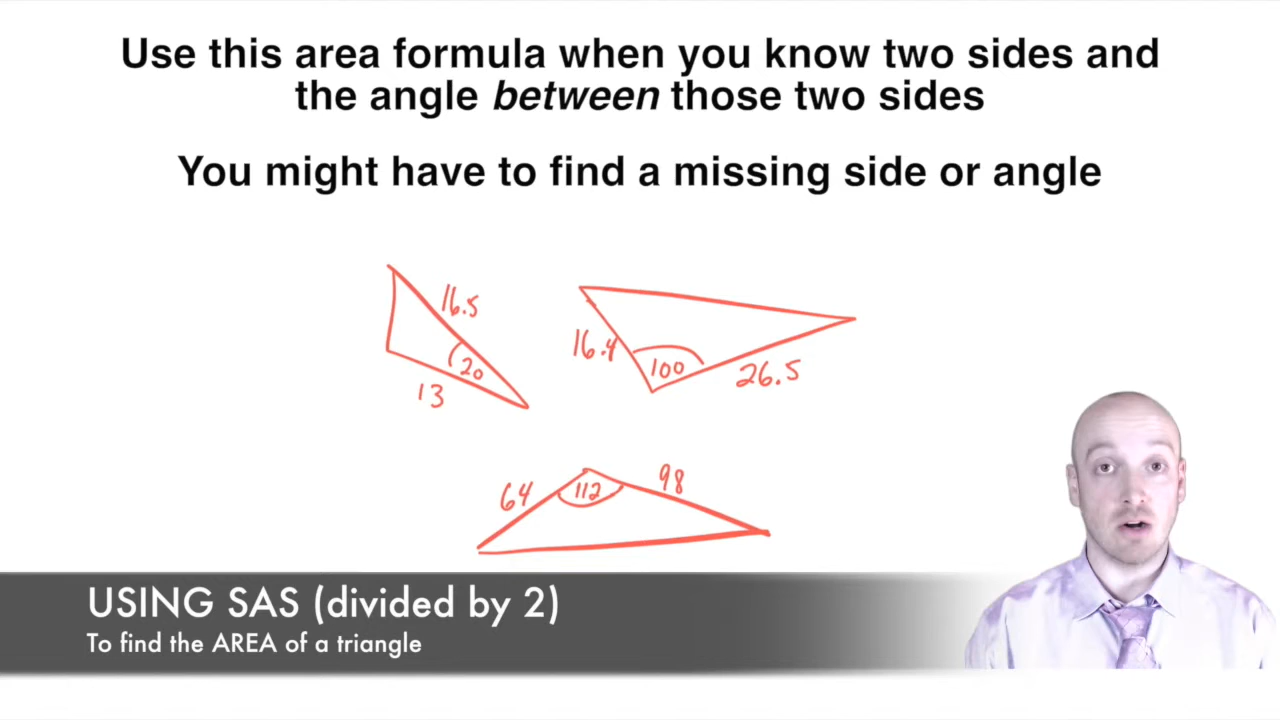 Use this area formula when you know two sides and
the angle between those two sides
You might have to find a missing side or angle
16.5
20
13
16.4
100
26.5
64
112
98
USING SAS (divided by 2)
To find the AREA of a triangle